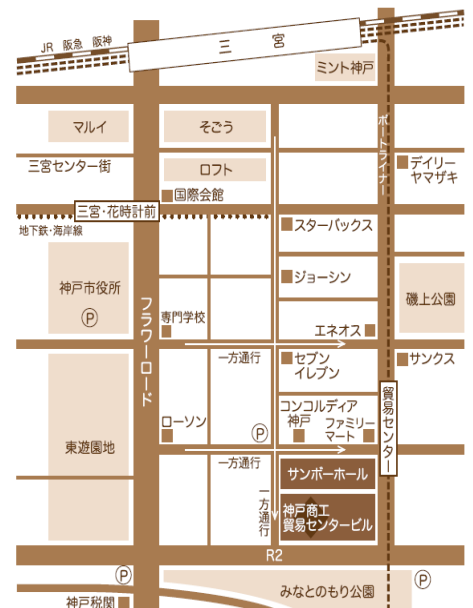 三宮
JR 阪急 阪神
ミント神戸
マルイ
そごう
ポートライナー
三宮センター街
ロフト
デイリー
ヤマザキ
国際会館
三宮・花時計前
地下鉄・海岸線
スターバックス
神戸市役所
P
ジョーシン
磯上公園
フラワーロード
専門学校
エネオス
一方通行
セブン
イレブン
サンクス
貿易センター
コンコルディア
神戸
ファミリー
マート
ローソン
P
東遊園地
一方通行
サンボーホール
一方通行
神戸商工
貿易センタービル
R2
P
P
みなとのもり公園
神戸税関